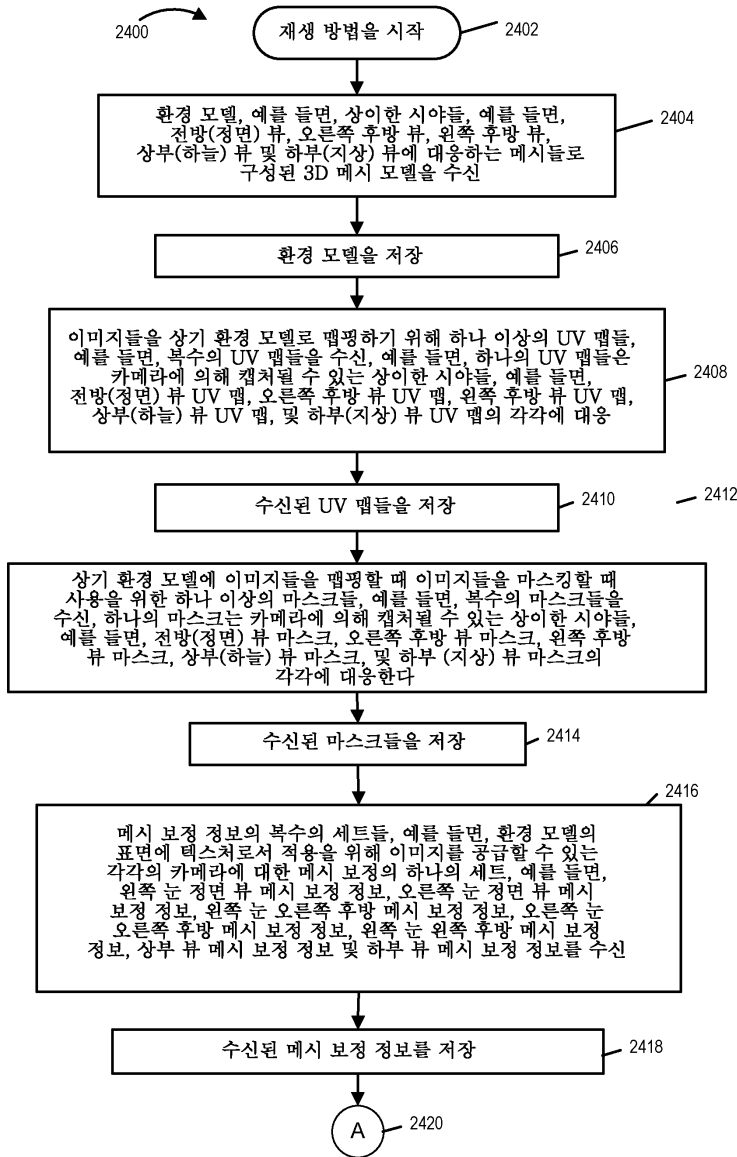 2400
재생 방법을 시작
2402
환경 모델, 예를 들면, 상이한 시야들, 예를 들면,
전방(정면) 뷰, 오른쪽 후방 뷰, 왼쪽 후방 뷰,
상부(하늘) 뷰 및 하부(지상) 뷰에 대응하는 메시들로
구성된 3D 메시 모델을 수신
2404
환경 모델을 저장
2406
이미지들을 상기 환경 모델로 맵핑하기 위해 하나 이상의 UV 맵들,
예를 들면, 복수의 UV 맵들을 수신, 예를 들면, 하나의 UV 맵들은
카메라에 의해 캡처될 수 있는 상이한 시야들, 예를 들면,
전방(정면) 뷰 UV 맵, 오른쪽 후방 뷰 UV 맵, 왼쪽 후방 뷰 UV 맵,
상부(하늘) 뷰 UV 맵, 및 하부(지상) 뷰 UV 맵의 각각에 대응
2408
수신된 UV 맵들을 저장
2410
2412
상기 환경 모델에 이미지들을 맵핑할 때 이미지들을 마스킹할 때
사용을 위한 하나 이상의 마스크들, 예를 들면, 복수의 마스크들을
수신, 하나의 마스크는 카메라에 의해 캡처될 수 있는 상이한 시야들,
예를 들면, 전방(정면) 뷰 마스크, 오른쪽 후방 뷰 마스크, 왼쪽 후방
뷰 마스크, 상부(하늘) 뷰 마스크, 및 하부 (지상) 뷰 마스크의
각각에 대응한다
수신된 마스크들을 저장
2414
2416
메시 보정 정보의 복수의 세트들, 예를 들면, 환경 모델의
표면에 텍스처로서 적용을 위해 이미지를 공급할 수 있는
각각의 카메라에 대한 메시 보정의 하나의 세트, 예를 들면,
왼쪽 눈 정면 뷰 메시 보정 정보, 오른쪽 눈 정면 뷰 메시
보정 정보, 왼쪽 눈 오른쪽 후방 메시 보정 정보, 오른쪽 눈
오른쪽 후방 메시 보정 정보, 왼쪽 눈 왼쪽 후방 메시 보정
정보, 상부 뷰 메시 보정 정보 및 하부 뷰 메시 보정 정보를 수신
수신된 메시 보정 정보를 저장
2418
A
2420